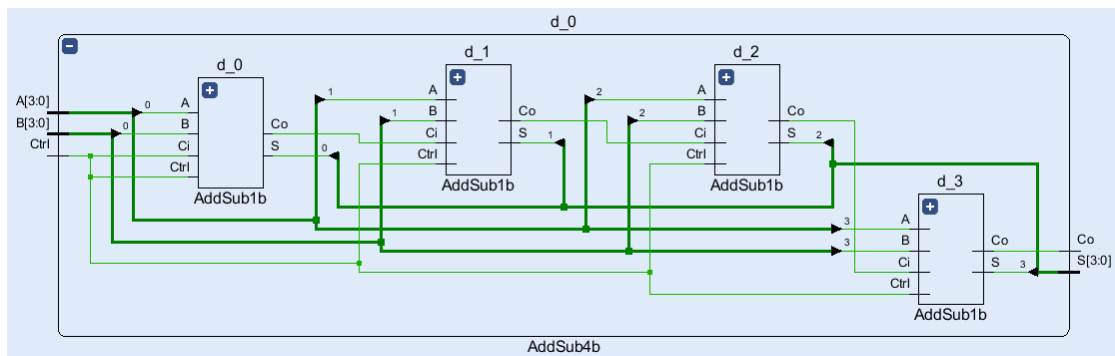 d_0
d_0
d_1
d_2
d_3
A[3:0]
B[3:0]
Ctrl
0
0
A
B
Ci
Ctrl
Co
S
0
AddSub1b
1
1
A
B
Ci
Ctrl
Co
S
1
AddSub1b
2
2
A
B
Ci
Ctrl
Co
S
2
AddSub1b
3
3
A
B
Ci
Ctrl
Co
S
3
AddSub1b
Co
S[3:0]
AddSub4b